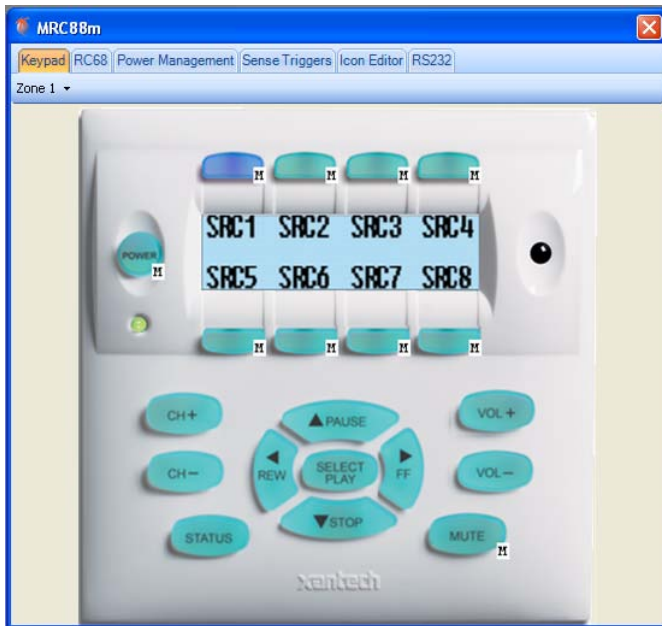 MRC88m
Keypad RC68 Power Management Sense Triggers Icon Editor RS232
Zone 1
M M M M
SRC1 SRC2 SRC3 SRC4
POWER M
SRC5 SRC6 SRC7 SRC8
M M M M
CH+ PAUSE VOL+
CH- REW SELECT PLAY FF VOL-
STATUS STOP MUTE M
xantech